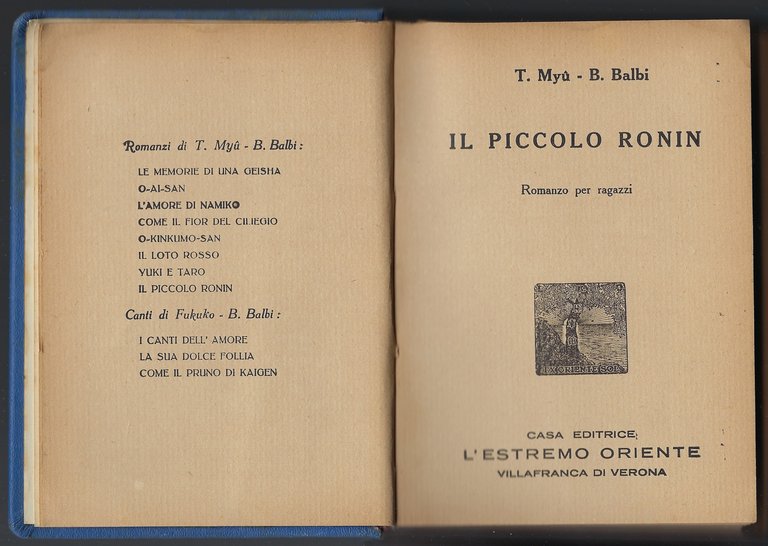 Romanzi di T. Myû - B. Balbi :
LE MEMORIE DI UNA GEISHA
O-AI-SAN
L'AMORE DI NAMIKO
COME IL FIOR DEL CILIEGIO
O-KINKUMO-SAN
IL LOTO ROSSO
YUKI E TARO
IL PICCOLO RONIN
Canti di Fukuko - B. Balbi :
I CANTI DELL' AMORE
LA SUA DOLCE FOLLIA
COME IL PRUNO DI KAIGEN
T. Myû - B. Balbi
IL PICCOLO RONIN
Romanzo per ragazzi
EX ORIENTE SOL
CASA EDITRICE
L'ESTREMO ORIENTE
VILLAFRANCA DI VERONA